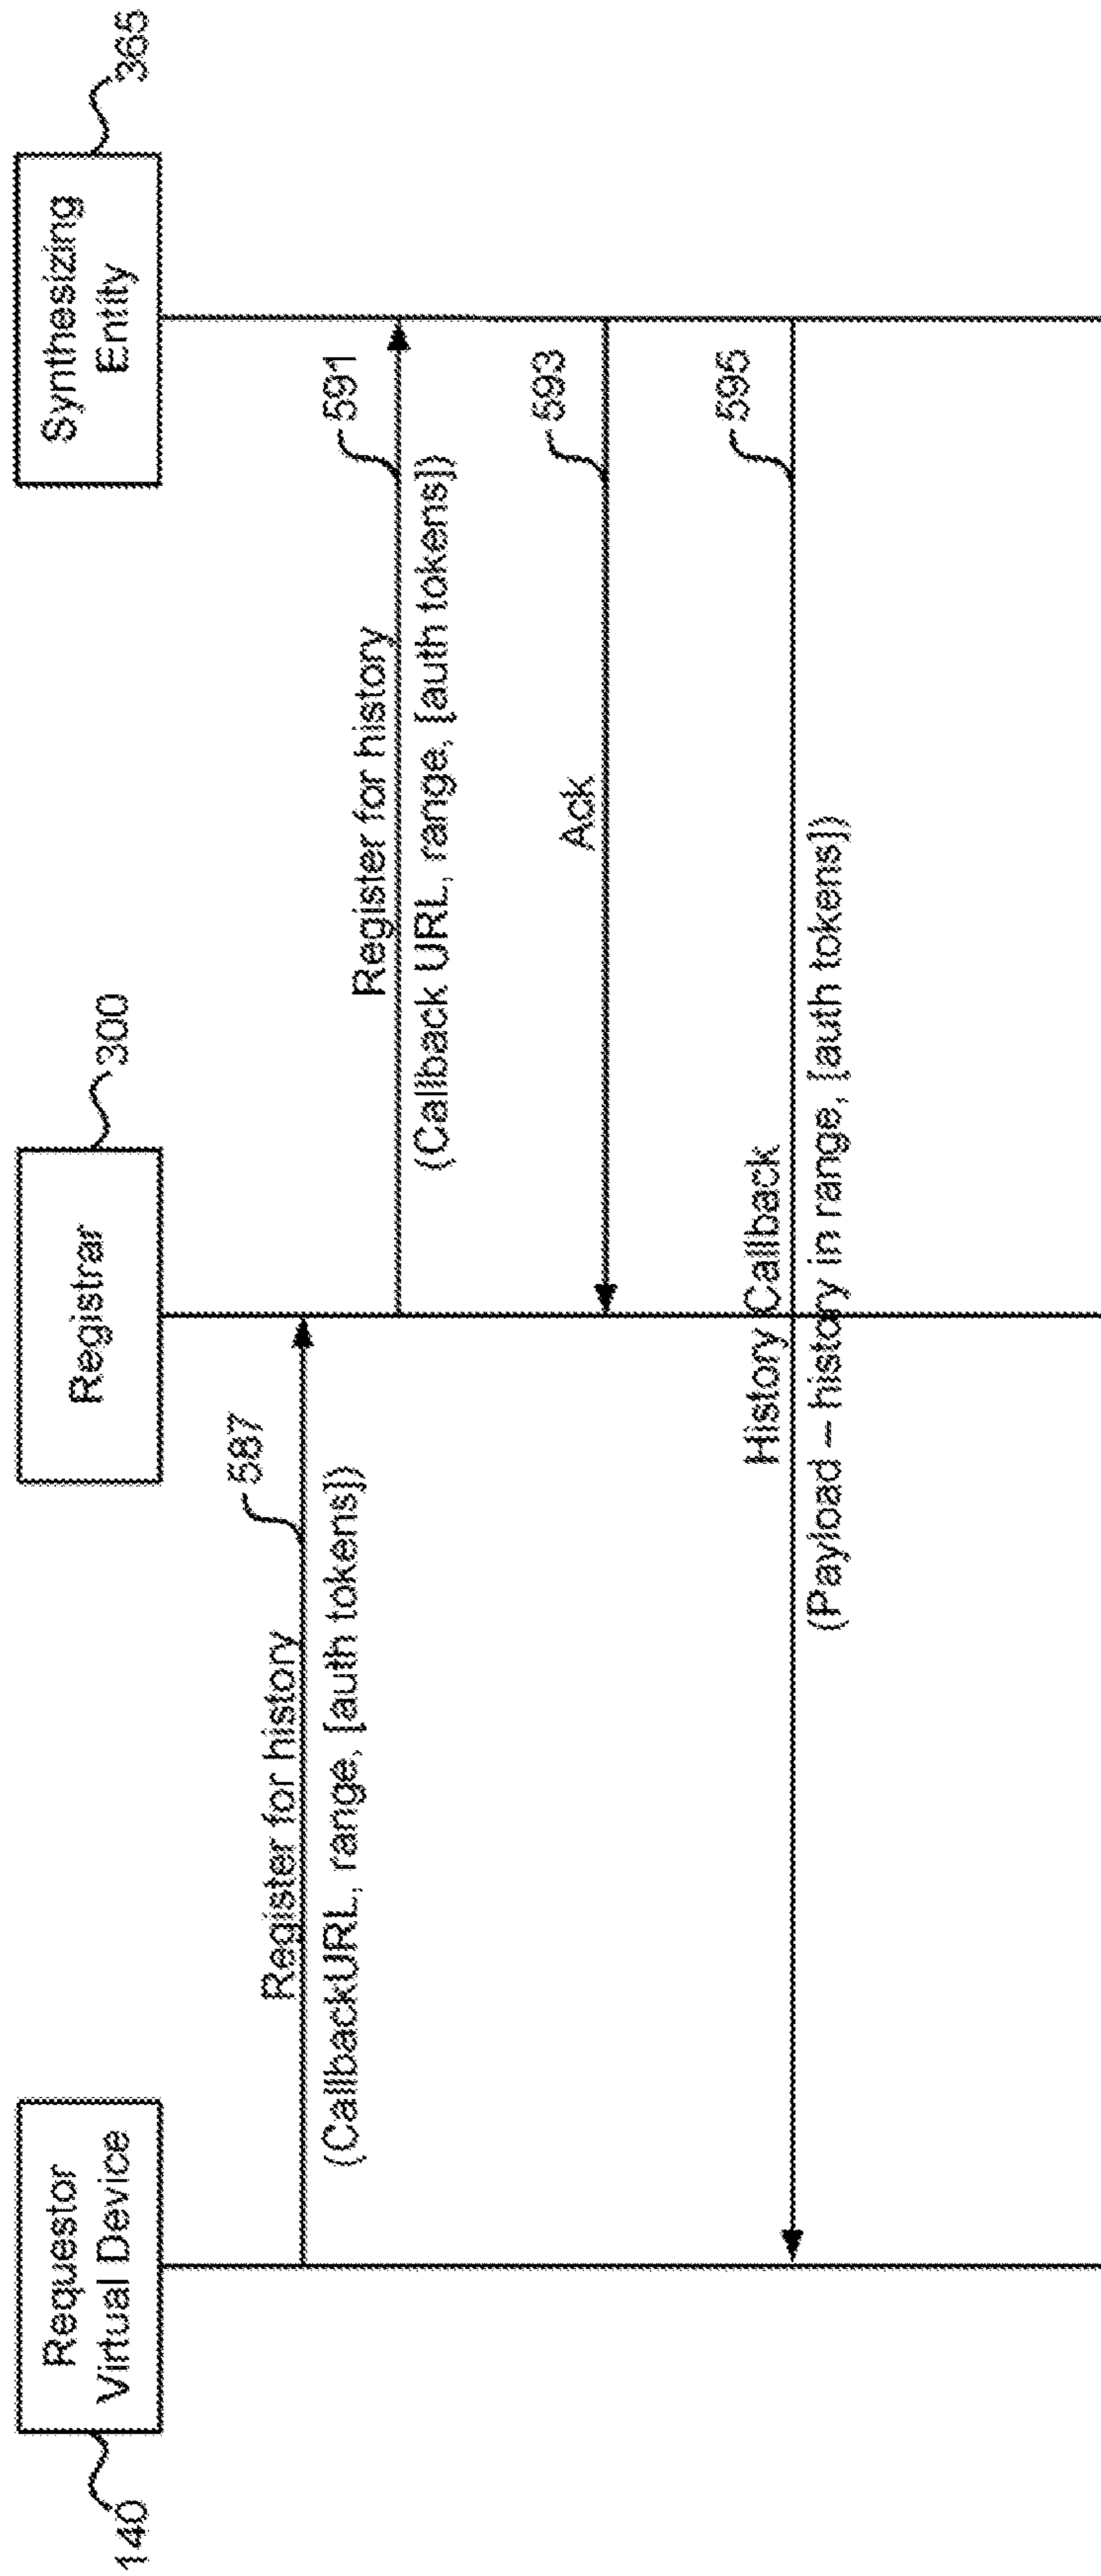 140
Requestor
Virtual Device
Registrar
300
Synthesizing
Entity
365
587
Register for history
(CallbackURL, range, [auth tokens])
591
Register for history
(Callback URL, range, [auth tokens])
593
Ack
595
History Callback
(Payload – history in range, [auth tokens])